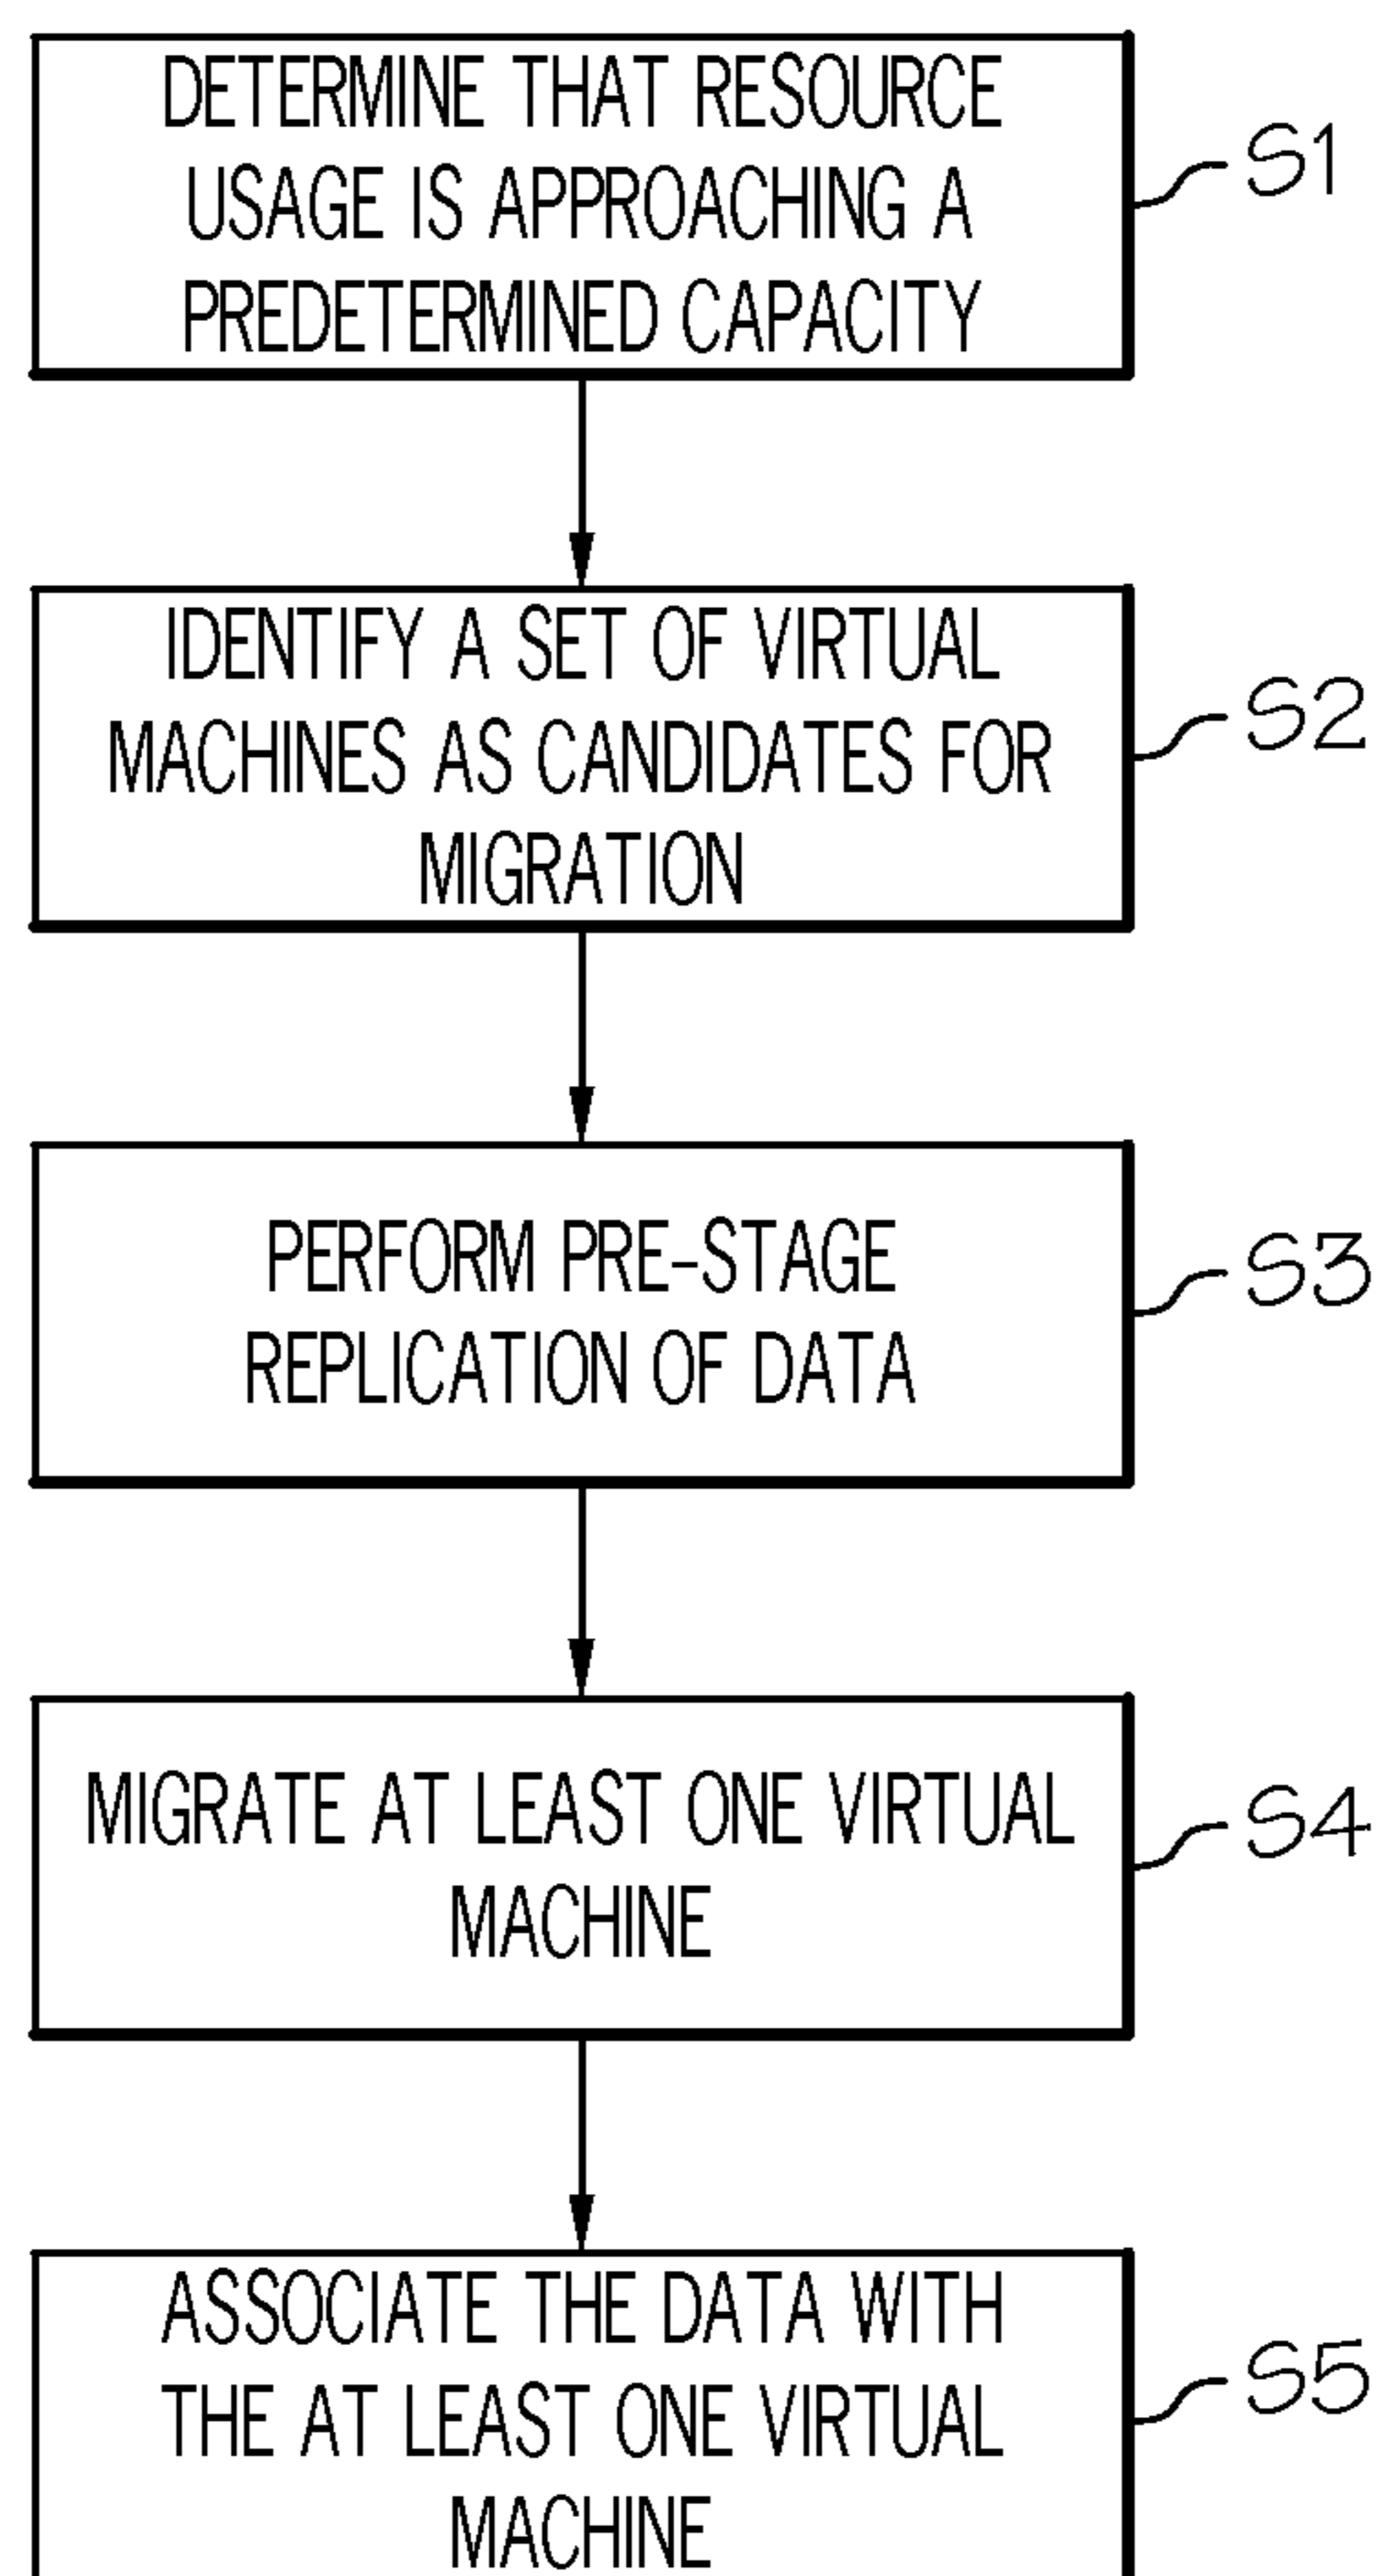 DETERMINE THAT RESOURCE
USAGE IS APPROACHING A
PREDETERMINED CAPACITY
S1
IDENTIFY A SET OF VIRTUAL
MACHINES AS CANDIDATES FOR
MIGRATION
S2
PERFORM PRE-STAGE
REPLICATION OF DATA
S3
MIGRATE AT LEAST ONE VIRTUAL
MACHINE
S4
ASSOCIATE THE DATA WITH
THE AT LEAST ONE VIRTUAL
MACHINE
S5